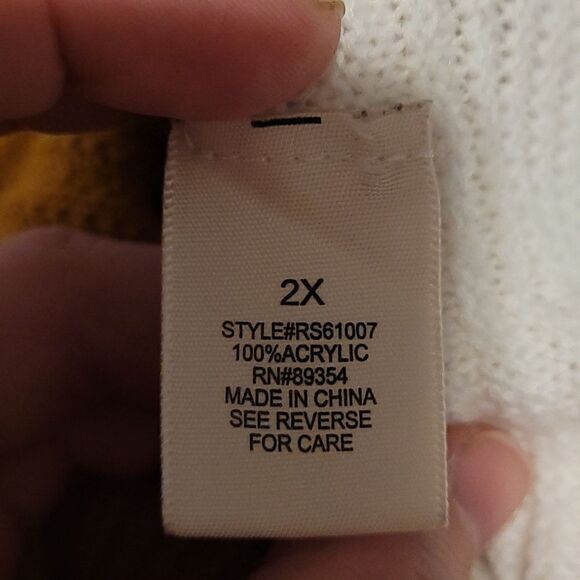 2X
STYLE#RS61007
100%ACRYLIC
RN#89354
MADE IN CHINA
SEE REVERSE
FOR CARE